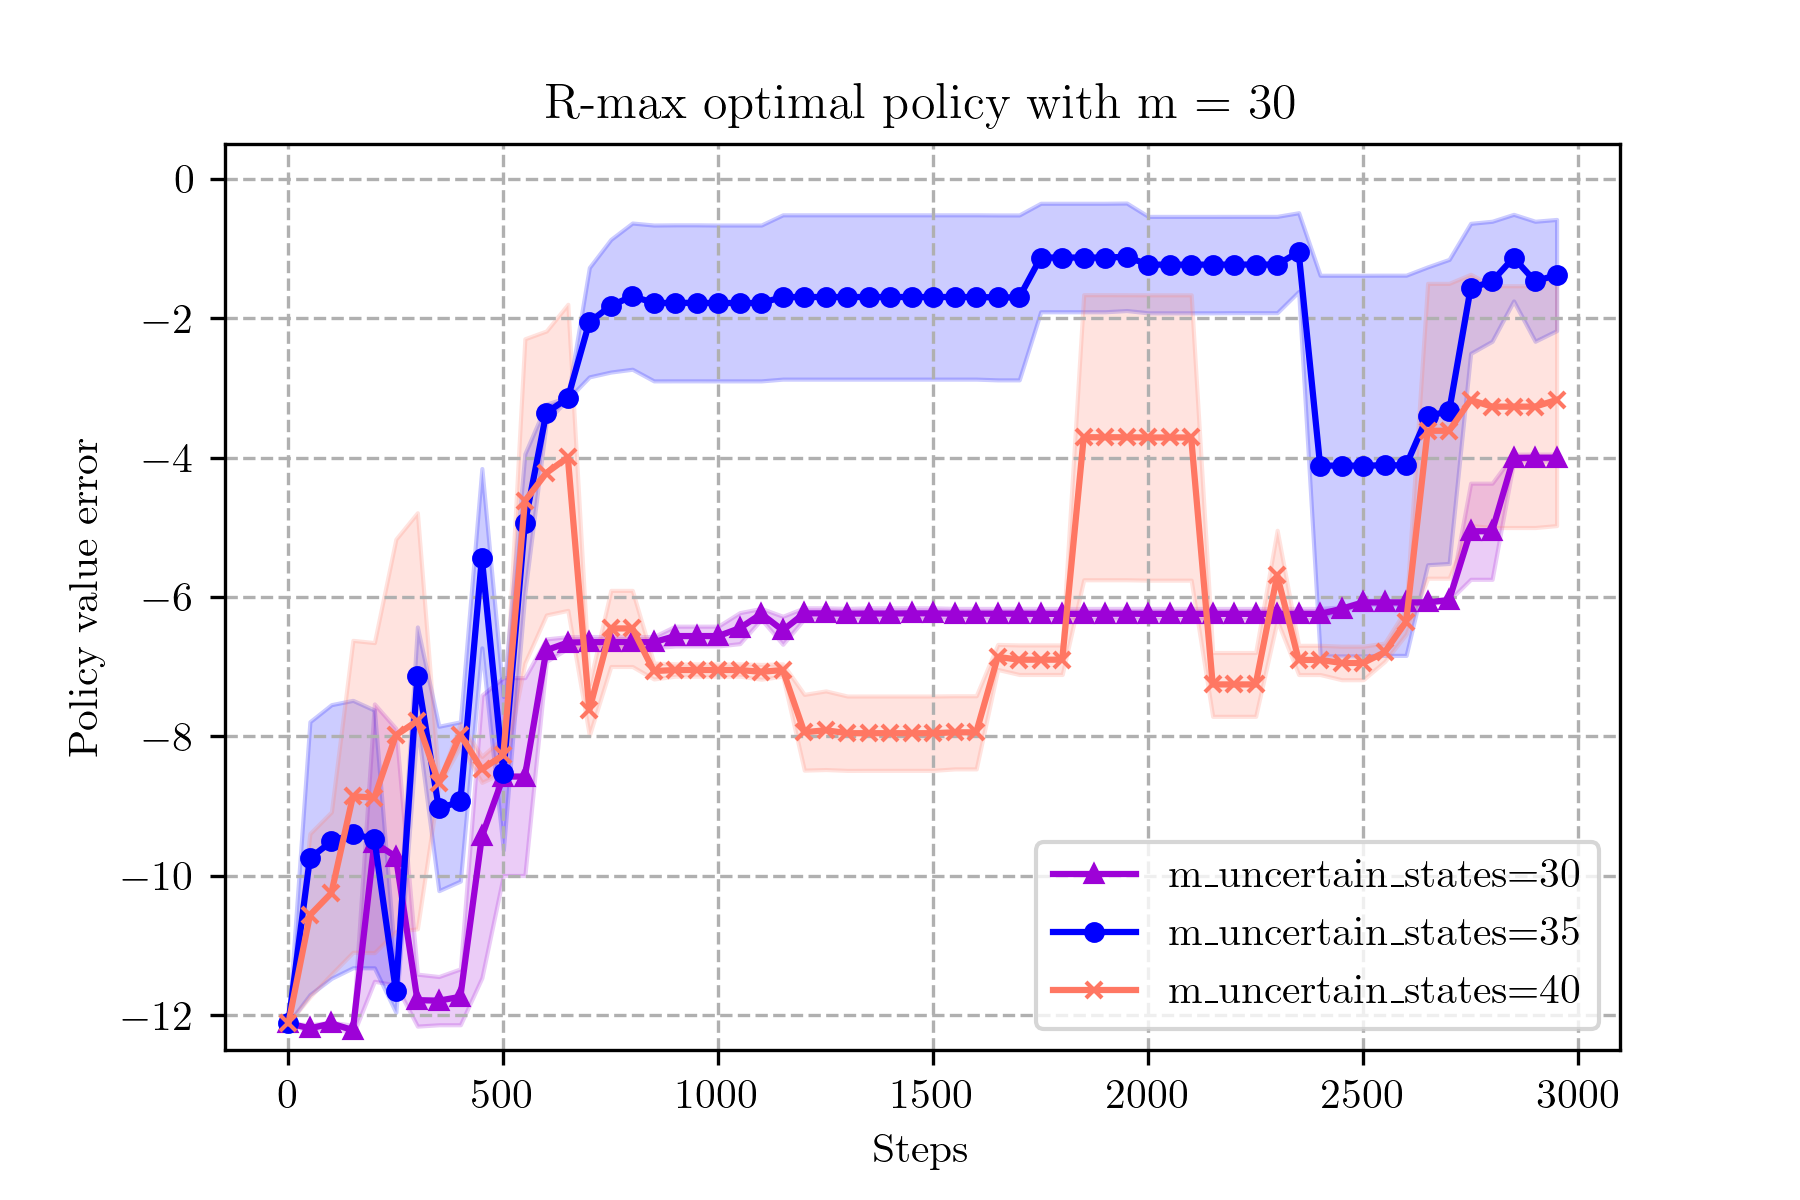 R-max optimal policy with m = 30
Policy value error
0
−2
−4
−6
−8
−10
−12
m_uncertain_states=30
m_uncertain_states=35
m_uncertain_states=40
0 500 1000 1500 2000 2500 3000
Steps